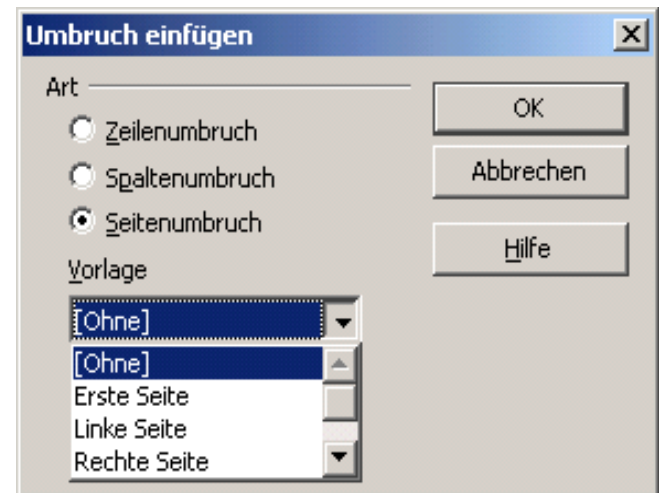 Umbruch einfügen
Art
OK
Zeilenumbruch
Spaltenumbruch
Abbrechen
Seitenumbruch
Hilfe
Vorlage
[Ohne]
[Ohne]
Erste Seite
Linke Seite
Rechte Seite